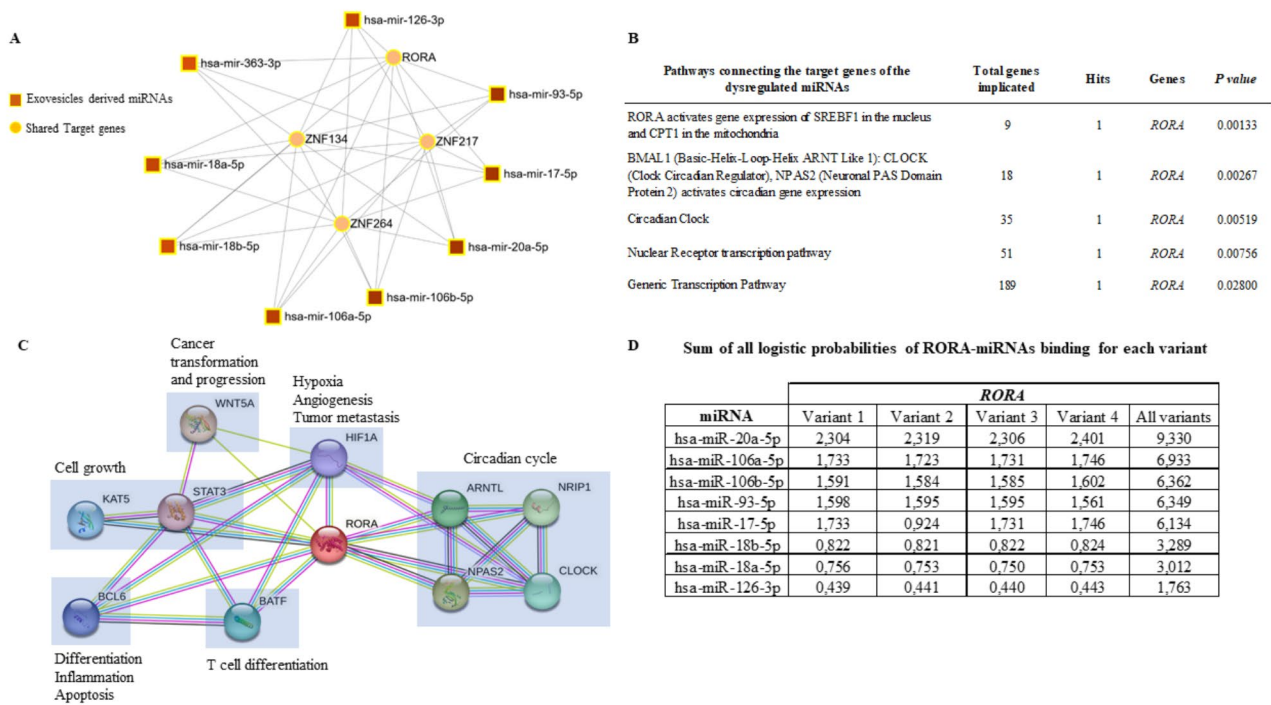 A
hsa-mir-126-3p
RORA
hsa-mir-363-3p
hsa-mir-93-5p
Exovesicles derived miRNAs
Shared Target genes
ZNF134
ZNF217
hsa-mir-18a-5p
hsa-mir-17-5p
ZNF264
hsa-mir-18b-5p
hsa-mir-20a-5p
hsa-mir-106b-5p
hsa-mir-106a-5p
B
Pathways connecting the target genes of the dysregulated miRNAs Total genes implicated Hits Genes P value
RORA activates gene expression of SREBF1 in the nucleus
and CPT1 in the mitochondria 9 1 RORA 0.00133
BMAL1 (Basic-Helix-Loop-Helix ARNT Like 1): CLOCK
(Clock Circadian Regulator), NPAS2 (Neuronal PAS Domain
Protein 2) activates circadian gene expression 18 1 RORA 0.00267
Circadian Clock 35 1 RORA 0.00519
Nuclear Receptor transcription pathway 51 1 RORA 0.00756
Generic Transcription Pathway 189 1 RORA 0.02800
C
Cancer
transformation
and progression
WNT5A
Hypoxia
Angiogenesis
Tumor metastasis
HIF1A
Cell growth
KAT5
STAT3
RORA
Circadian cycle
ARNTL
NRIP1
NPAS2
CLOCK
BCL6
BATF
Differentiation
Inflammation
Apoptosis
T cell differentiation
D Sum of all logistic probabilities of RORA-miRNAs binding for each variant
RORA
miRNA Variant 1 Variant 2 Variant 3 Variant 4 All variants
hsa-miR-20a-5p 2,304 2,319 2,306 2,401 9,330
hsa-miR-106a-5p 1,733 1,723 1,731 1,746 6,933
hsa-miR-106b-5p 1,591 1,584 1,585 1,602 6,362
hsa-miR-93-5p 1,598 1,595 1,595 1,561 6,349
hsa-miR-17-5p 1,733 0,924 1,731 1,746 6,134
hsa-miR-18b-5p 0,822 0,821 0,822 0,824 3,289
hsa-miR-18a-5p 0,756 0,753 0,750 0,753 3,012
hsa-miR-126-3p 0,439 0,441 0,440 0,443 1,763